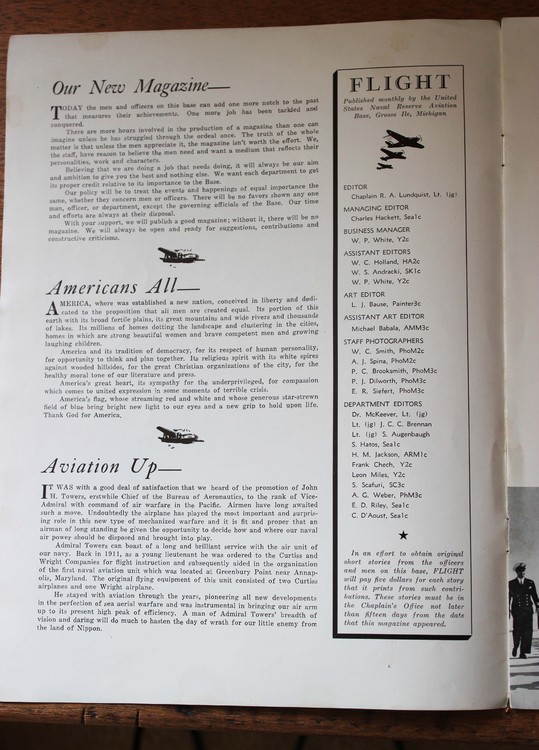 Our New Magazine—
TODAY the men and officers on this base can add one more notch to the post
that measures their achievements. One more job has been tackled and
conquered.
There are more hours involved in the production of a magazine than one can
imagine unless he has struggled through the ordeal once. The truth of the whole
matter is that unless the men appreciate it, the magazine isn't worth the effort. We,
the staff, have reason to believe the men need and want a medium that reflects their
personalities, work and characters.
Believing that we are doing a job that needs doing, it will always be our aim
and ambition to give you the best and nothing else. We want each department to get
its proper credit relative to its importance to the Base.
Our policy will be to treat the events and happenings of equal importance the
same, whether they concern men or officers. There will be no favors shown any one
man, officer, or department, except the governing officials of the Base. Our time
and efforts are always at their disposal.
With your support, we will publish a good magazine; without it, there will be no
magazine. We will always be open and ready for suggestions, contributions and
constructive criticisms.
Americans All—
AMERICA, where was established a new nation, conceived in liberty and dedi-
cated to the proposition that all men are created equal. Its portion of this
earth with its broad fertile plains, its great mountains and wide rivers and thousands
of lakes. Its millions of homes dotting the landscape and clustering in the cities,
homes in which are strong beautiful women and brave competent men and growing
laughing children.
America and its tradition of democracy, for its respect of human personality,
for opportunity to think and plan together. Its religious spirit with its white spires
against wooded hillsides, for the great Christian organizations of the city, for the
healthy moral tone of our literature and press.
America's great heart, its sympathy for the underprivileged, for compassion
which comes to united expression in some moments of terrible crisis.
America's flag, whose streaming red and white and whose generous star-strewn
field of blue bring bright new light to our eyes and a new grip to hold upon life.
Thank God for America.
Aviation Up—
IT WAS with a good deal of satisfaction that we heard of the promotion of John
H. Towers, erstwhile Chief of the Bureau of Aeronautics, to the rank of Vice-
Admiral with command of air warfare in the Pacific. Airmen have long awaited
such a move. Undoubtedly the airplane has played the most important and surpris-
ing role in this new type of mechanized warfare and it is fit and proper that an
airman of long standing be given the opportunity to decide how and where our naval
air power should be disposed and brought into play.
Admiral Towers can boast of a long and brilliant service with the air unit of
our navy. Back in 1911, as a young lieutenant he was ordered to the Curtiss and
Wright Companies for flight instruction and subsequently aided in the organization
of the first naval aviation unit which was located at Greenbury Point near Annap-
olis, Maryland. The original flying equipment of this unit consisted of two Curtiss
airplanes and one Wright airplane.
He stayed with aviation through the years, pioneering all new developments
in the perfection of sea aerial warfare and was instrumental in bringing our air arm
up to its present high peak of efficiency. A man of Admiral Towers' breadth of
vision and daring will do much to hasten the day of wrath for our little enemy from
the land of Nippon.
FLIGHT
Published monthly by the United
States Naval Reserve Aviation
Base, Grosse Ile, Michigan
EDITOR
Chaplain R. A. Lundquist, Lt. (jg)
MANAGING EDITOR
Charles Hackett, Sea1c
BUSINESS MANAGER
W. P. White, Y2c
ASSISTANT EDITORS
W. C. Holland, HA2c
W. S. Andracki, SK1c
W. P. White, Y2c
ART EDITOR
L. J. Bause, Painter3c
ASSISTANT ART EDITOR
Michael Babala, AMM3c
STAFF PHOTOGRAPHERS
W. C. Smith, PhoM2c
A. J. Spina, PhoM2c
P. C. Brooksmith, PhoM3c
P. J. Dilworth, PhoM3c
E. R. Siefert, PhoM3c
DEPARTMENT EDITORS
Dr. McKeever, Lt. (jg)
Lt. (jg) J. C. C. Brennan
Lt. (jg) S. Augenbaugh
S. Hatos, Sea1c
H. M. Jackson, ARM1c
Frank Chech, Y2c
Leon Miles, Y2c
S. Scafuri, SC3c
A. C. Weber, PhM3c
E. D. Riley, Sea1c
C. D'Aoust, Sea1c
In an effort to obtain original
short stories from the officers
and men on this base, FLIGHT
will pay five dollars for each story
that it prints from such contri-
butions. These stories must be in
the Chaplain's Office not later
than fifteen days from the date
that this magazine appeared.